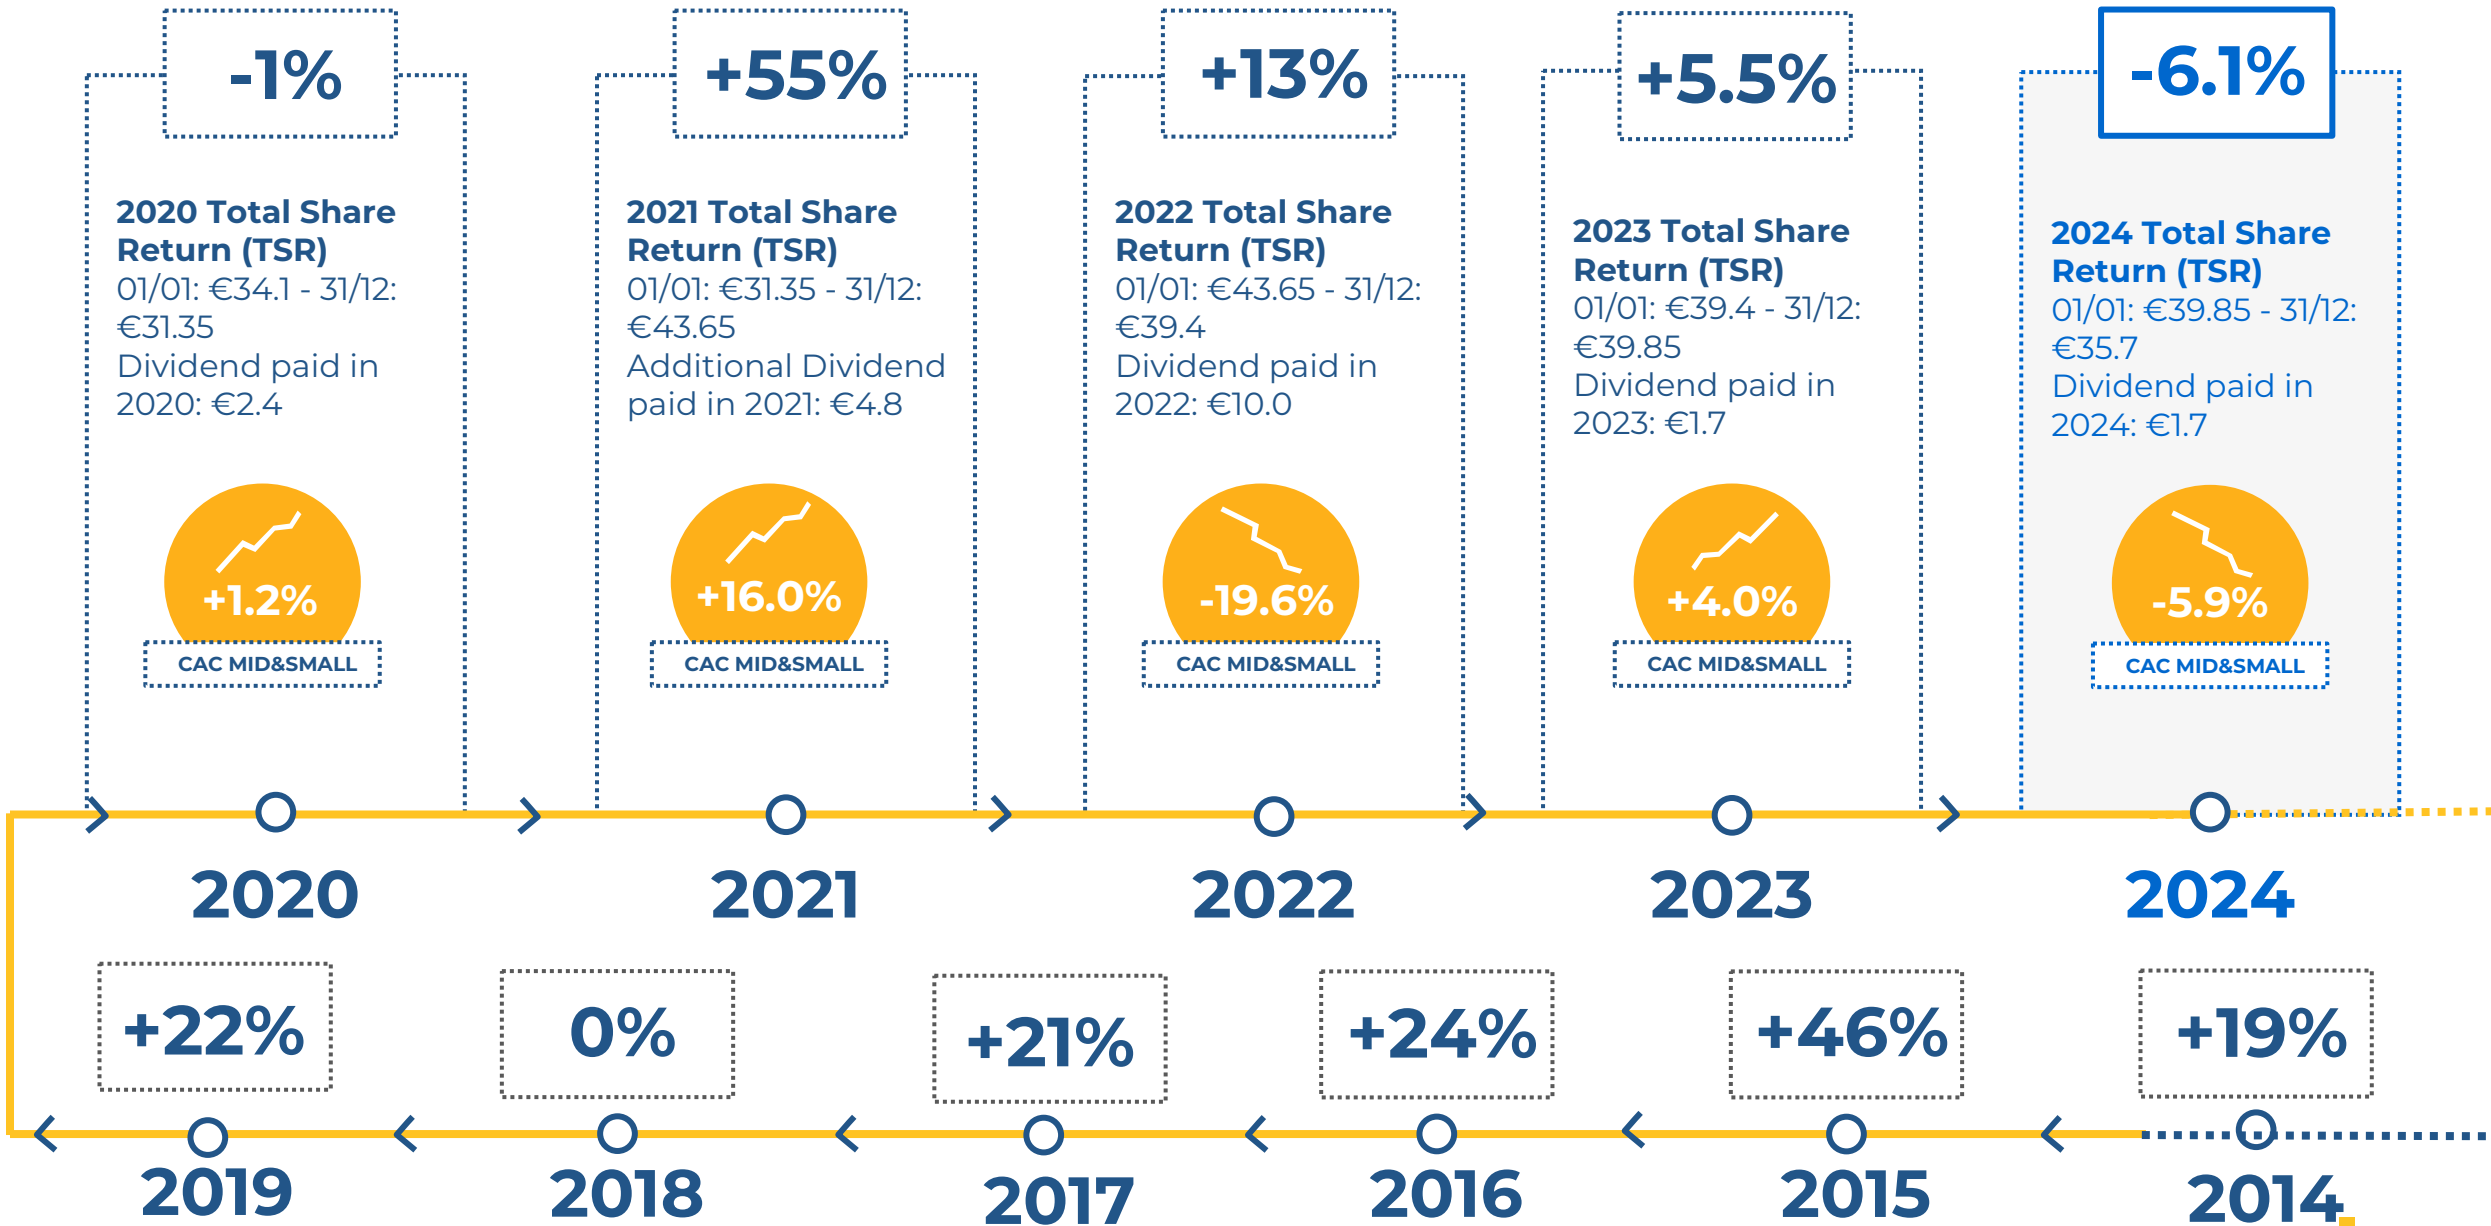 -1%
2020 Total Share
Return (TSR)
01/01: €34.1 - 31/12:
€31.35
Dividend paid in
2020: €2.4
+1.2%
CAC MID&SMALL
+55%
2021 Total Share
Return (TSR)
01/01: €31.35 - 31/12:
€43.65
Additional Dividend
paid in 2021: €4.8
+16.0%
CAC MID&SMALL
+13%
2022 Total Share
Return (TSR)
01/01: €43.65 - 31/12:
€39.4
Dividend paid in
2022: €10.0
-19.6%
CAC MID&SMALL
+5.5%
2023 Total Share
Return (TSR)
01/01: €39.4 - 31/12:
€39.85
Dividend paid in
2023: €1.7
+4.0%
CAC MID&SMALL
-6.1%
2024 Total Share
Return (TSR)
01/01: €39.85 - 31/12:
€35.7
Dividend paid in
2024: €1.7
-5.9%
CAC MID&SMALL
2020
2021
2022
2023
2024
+22%
0%
+21%
+24%
+46%
+19%
2019
2018
2017
2016
2015
2014